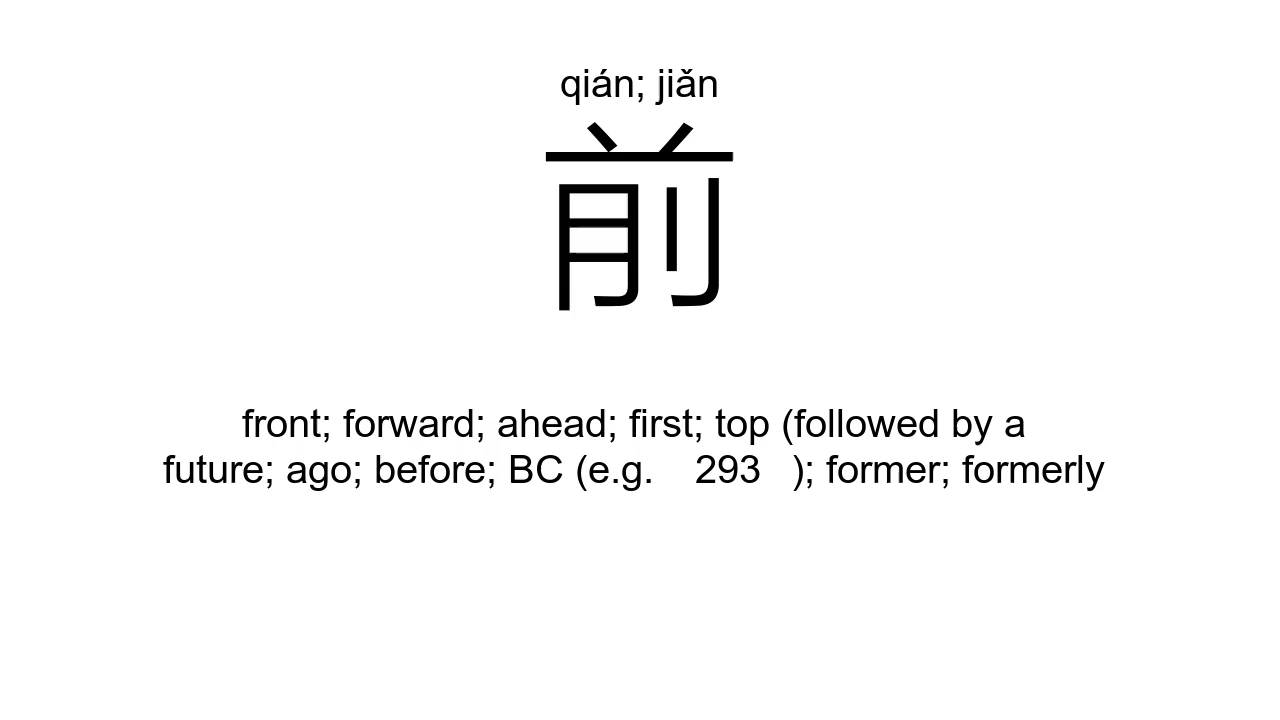 qián; jiǎn
前
front; forward; ahead; first; top (followed by a
future; ago; before; BC (e.g. 293 ); former; formerly